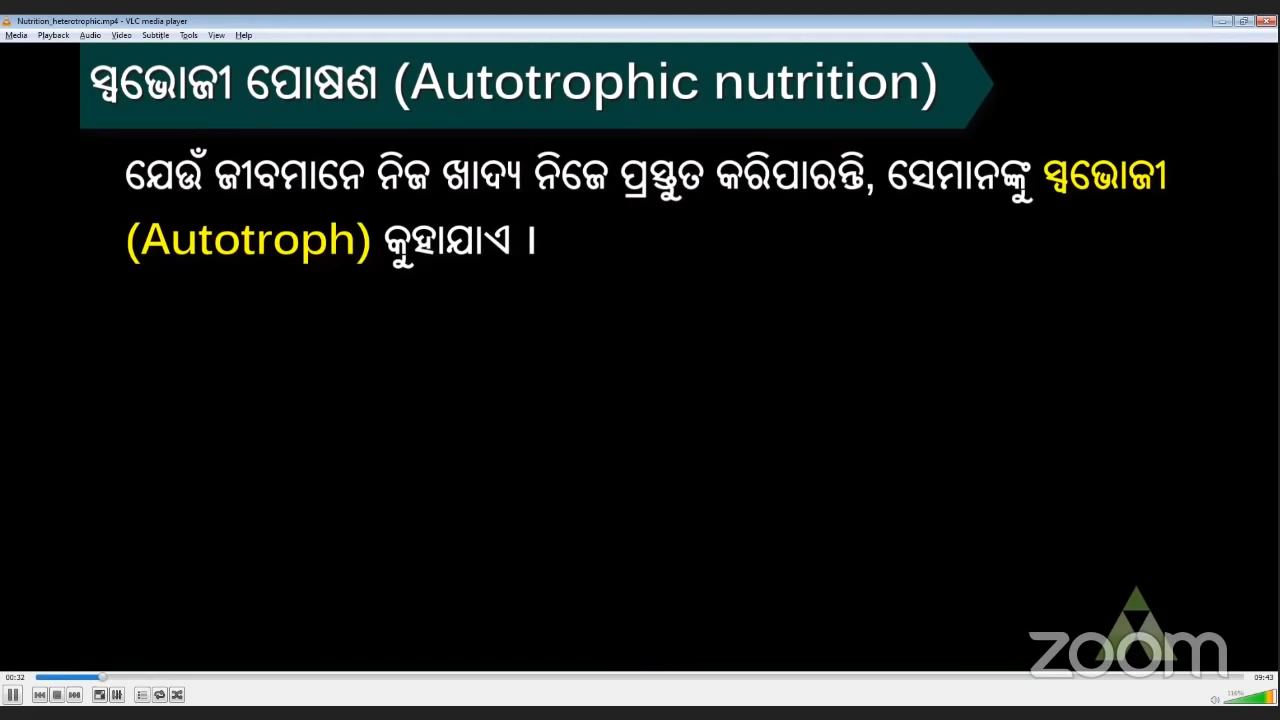 Nutrition_heterotrophic.mp4 - VLC media player
Media Playback Audio Video Subtitle Tools View Help
ସ୍ୱଭୋଜୀ ପୋଷଣ (Autotrophic nutrition)
ଯେଉଁ ଜୀବମାନେ ନିଜ ଖାଦ୍ୟ ନିଜେ ପ୍ରସ୍ତୁତ କରିପାରନ୍ତି, ସେମାନଙ୍କୁ ସ୍ୱଭୋଜୀ
(Autotroph) କୁହାଯାଏ ।
zoom
00:32 09:43
116%